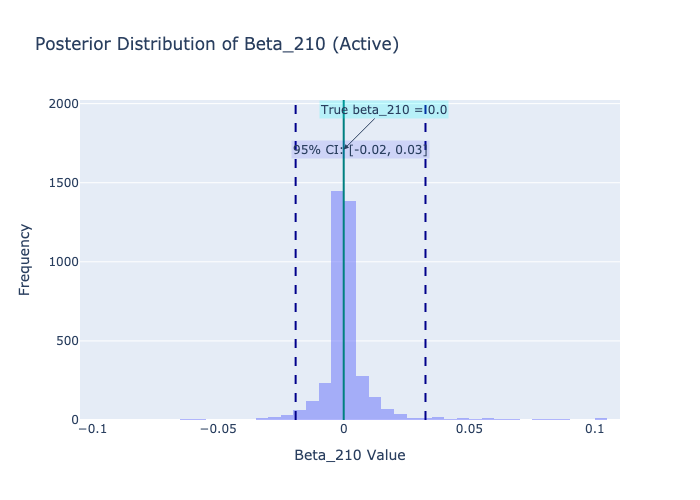 Posterior Distribution of Beta_210 (Active)
True beta_210 = 0.0
95% CI: [-0.02, 0.03]
2000
1500
1000
500
0
Frequency
−0.1
−0.05
0
0.05
0.1
Beta_210 Value